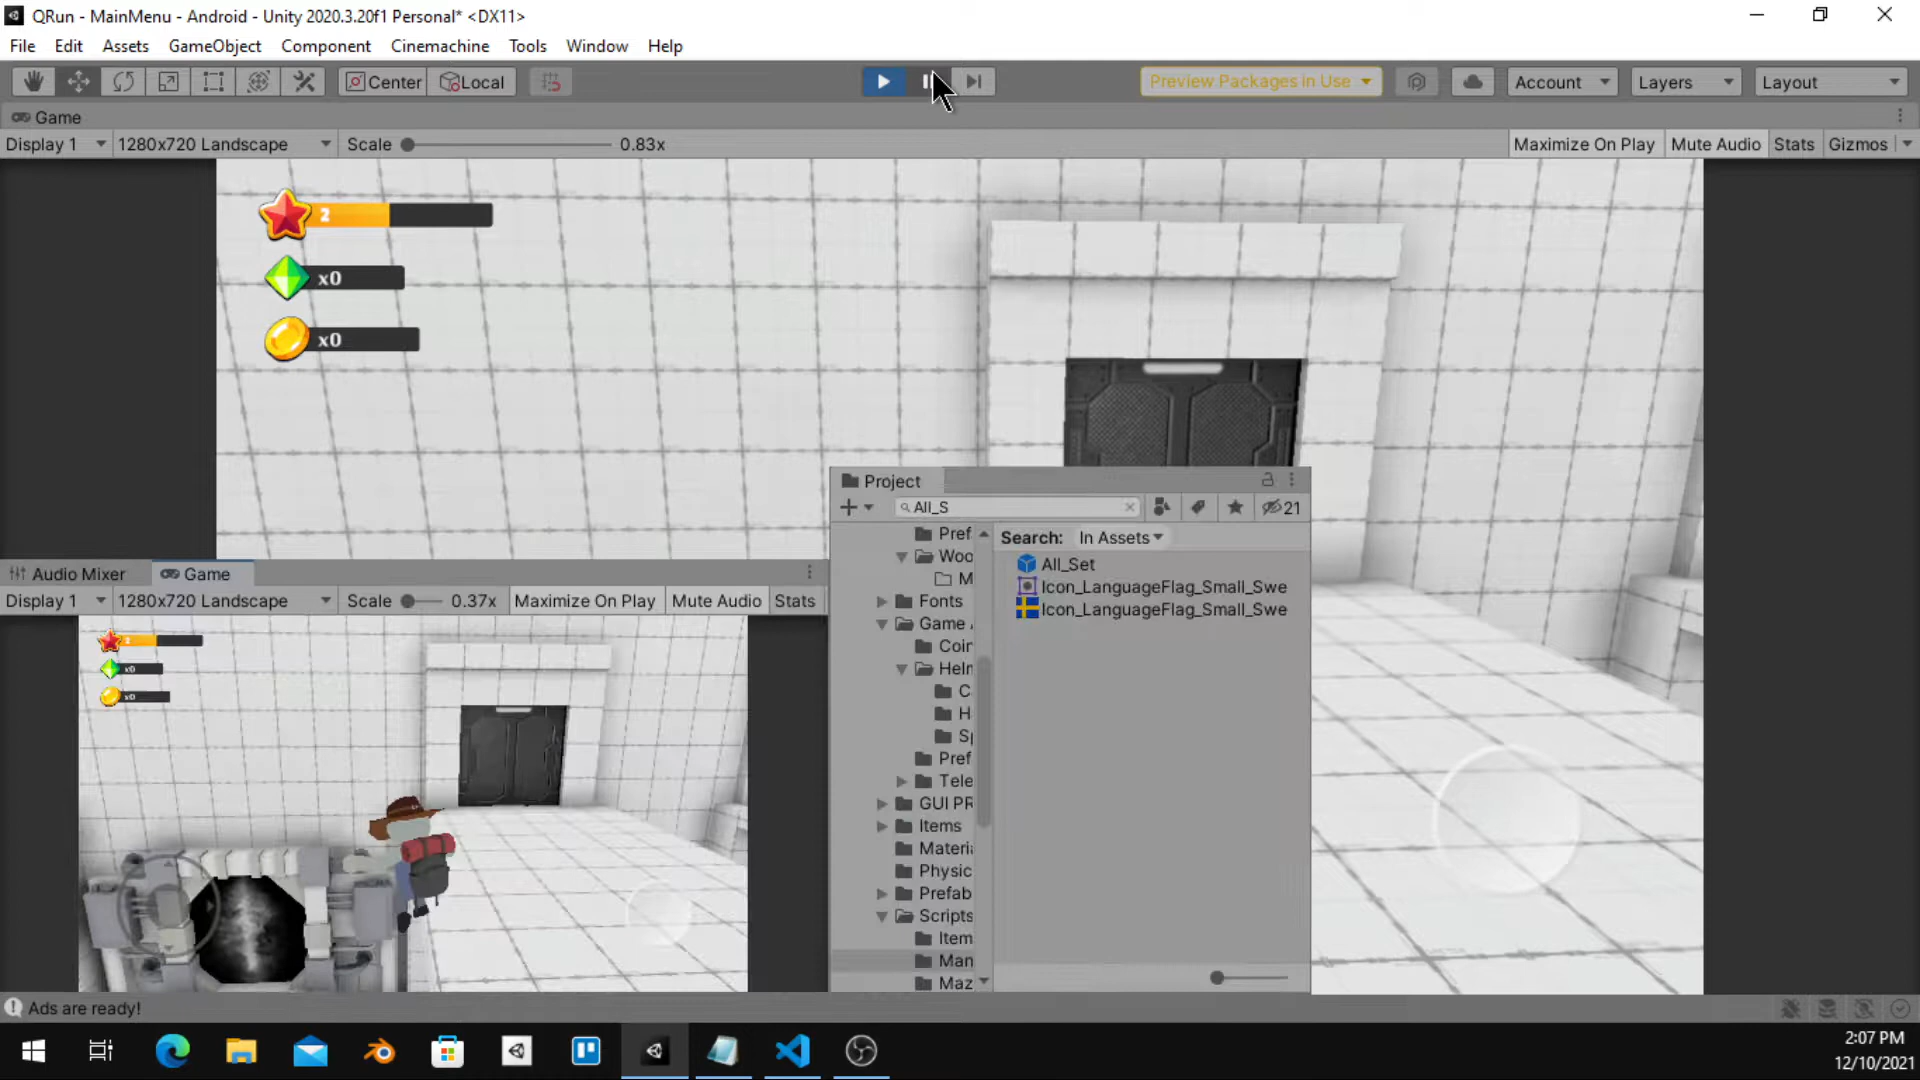 QRun - MainMenu - Android - Unity 2020.3.20f1 Personal* <DX11>
File Edit Assets GameObject Component Cinemachine Tools Window Help
Center Local Preview Packages in Use Account Layers Layout
Game
Display 1 1280x720 Landscape Scale 0.83x Maximize On Play Mute Audio Stats Gizmos
2
x0
x0
Project
All_S 21
Search: In Assets
All_Set
Icon_LanguageFlag_Small_Swe
Icon_LanguageFlag_Small_Swe
Pref
Woo
M
Fonts
Game
Coin
Heln
C
H
Sp
Pref
Tele
GUI PR
Items
Materi
Physic
Prefab
Scripts
Item
Man
Maz
Audio Mixer Game
Display 1 1280x720 Landscape Scale 0.37x Maximize On Play Mute Audio Stats
2
x0
x0
Ads are ready!
2:07 PM
12/10/2021